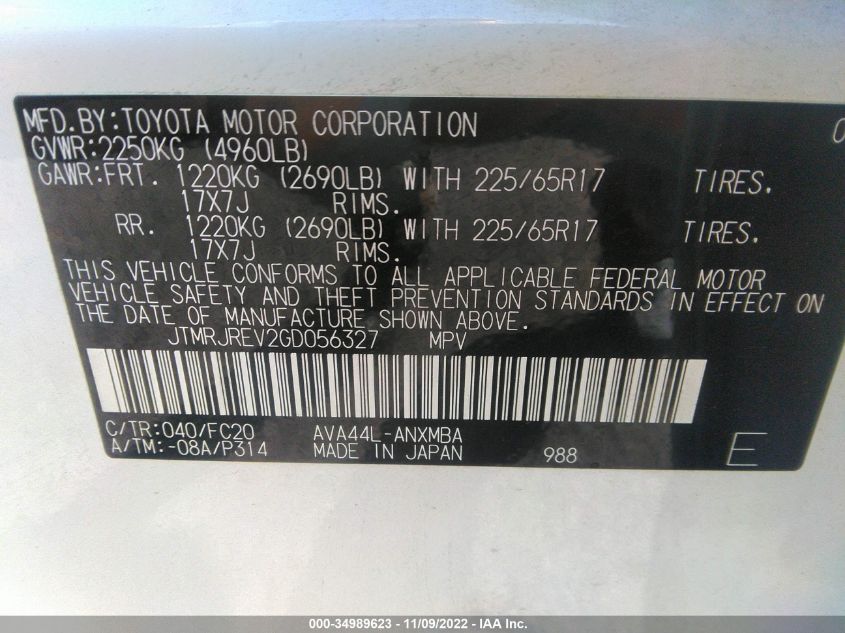 MFD.BY:TOYOTA MOTOR CORPORATION
GVWR:2250KG (4960LB)
GAWR:FRT. 1220KG (2690LB) WITH 225/65R17 TIRES.
17X7J RIMS.
RR. 1220KG (2690LB) WITH 225/65R17 TIRES.
17X7J RIMS.
THIS VEHICLE CONFORMS TO ALL APPLICABLE FEDERAL MOTOR
VEHICLE SAFETY AND THEFT PREVENTION STANDARDS IN EFFECT ON
THE DATE OF MANUFACTURE SHOWN ABOVE.
JTMRJREV2GD056327 MPV
C/TR:040/FC20 AVA44L-ANXMBA
A/TM:-08A/P314 MADE IN JAPAN 988 E
000-34989623 - 11/09/2022 - IAA Inc.